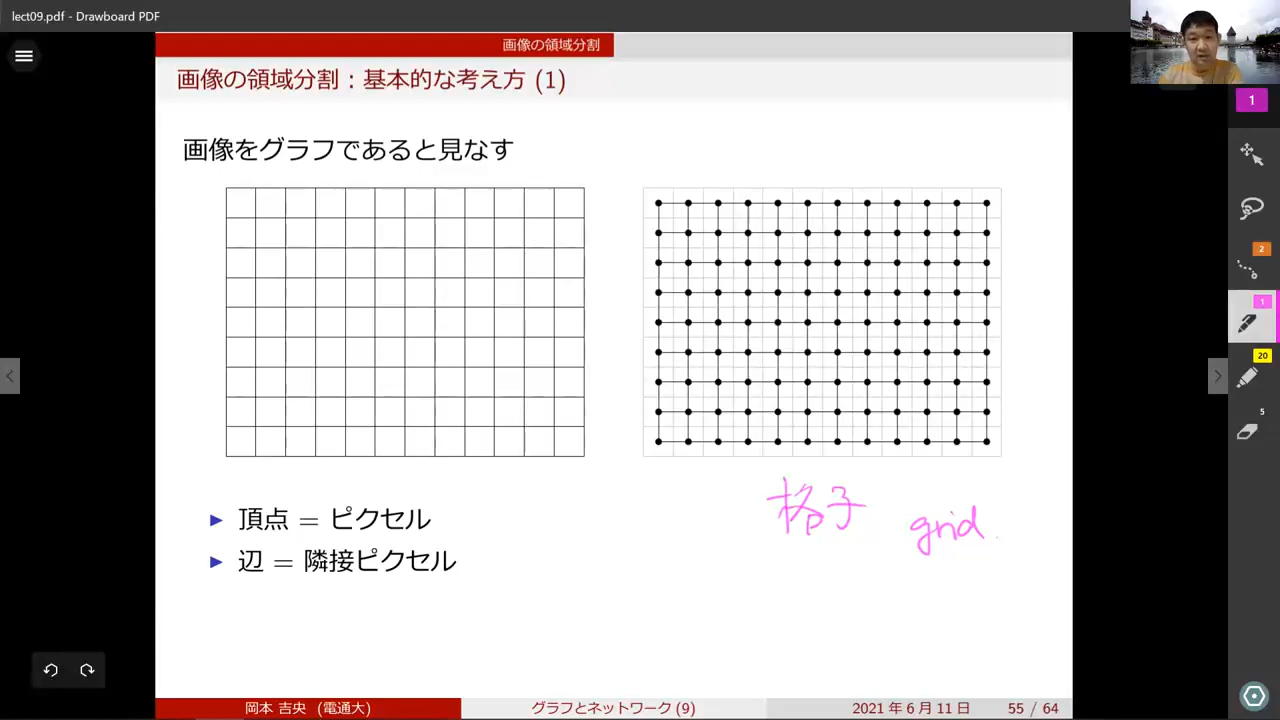 lect09.pdf - Drawboard PDF
画像の領域分割
画像の領域分割 : 基本的な考え方 (1)
1
画像をグラフであると見なす
2
1
20
5
格子 grid.
▶ 頂点 = ピクセル
▶ 辺 = 隣接ピクセル
岡本 吉央 (電通大) グラフとネットワーク (9) 2021 年 6 月 11 日 55 / 64